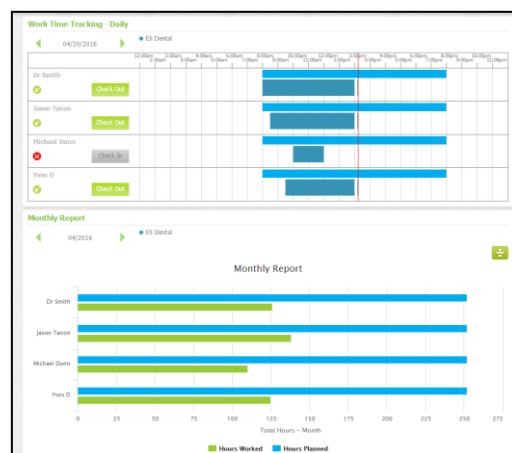 Work Time Tracking - Daily
04/20/2016
Eli Dental
12:00am 2:00am 4:00am 6:00am 8:00am 10:00am 12:00pm 2:00pm 4:00pm 6:00pm 8:00pm 10:00pm
1:00am 3:00am 5:00am 7:00am 9:00am 11:00am 1:00pm 3:00pm 5:00pm 7:00pm 9:00pm 11:00pm
Dr Smith
Check Out
Jason Tanon
Check Out
Michael Dunn
Check In
Yves D
Check Out
Monthly Report
04/2016
Eli Dental
Monthly Report
Dr Smith
Jason Tanon
Michael Dunn
Yves D
0 25 50 75 100 125 150 175 200 225 250 275
Total Hours - Month
Hours Worked Hours Planned